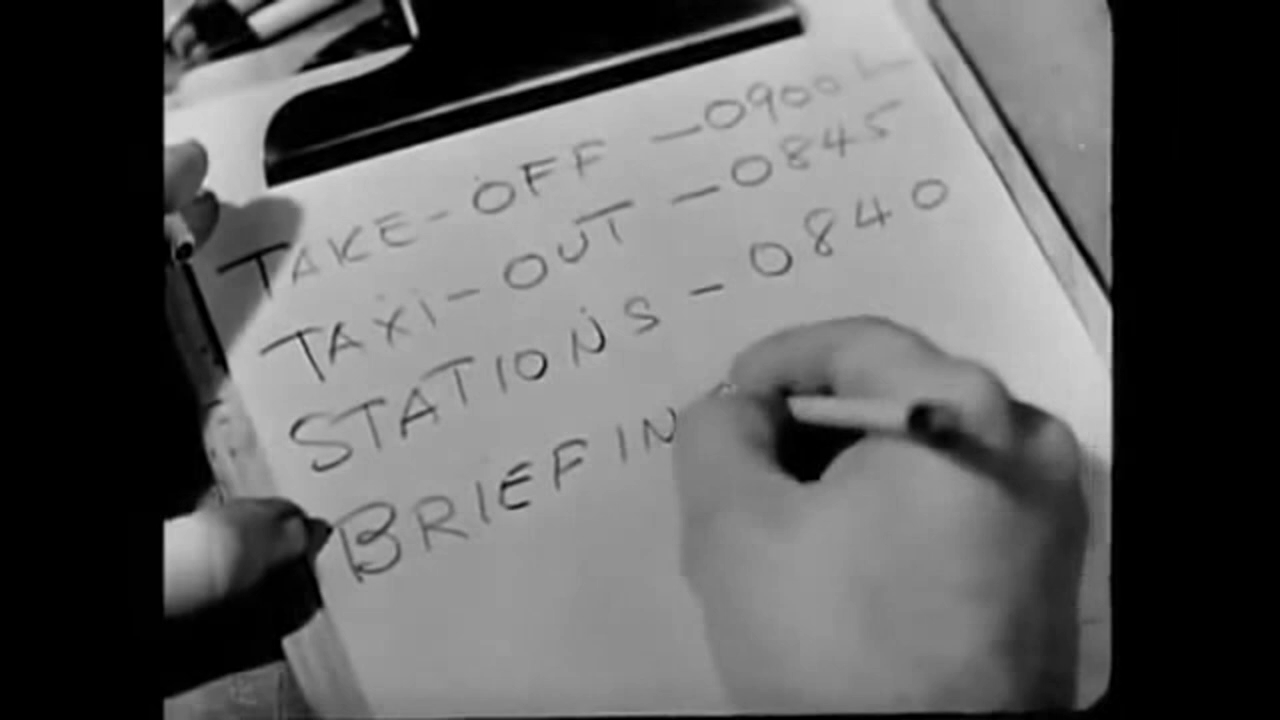 TAKE-OFF - 0900 L
TAXI-OUT - 0845
STATIONS - 0840
BRIEFIN